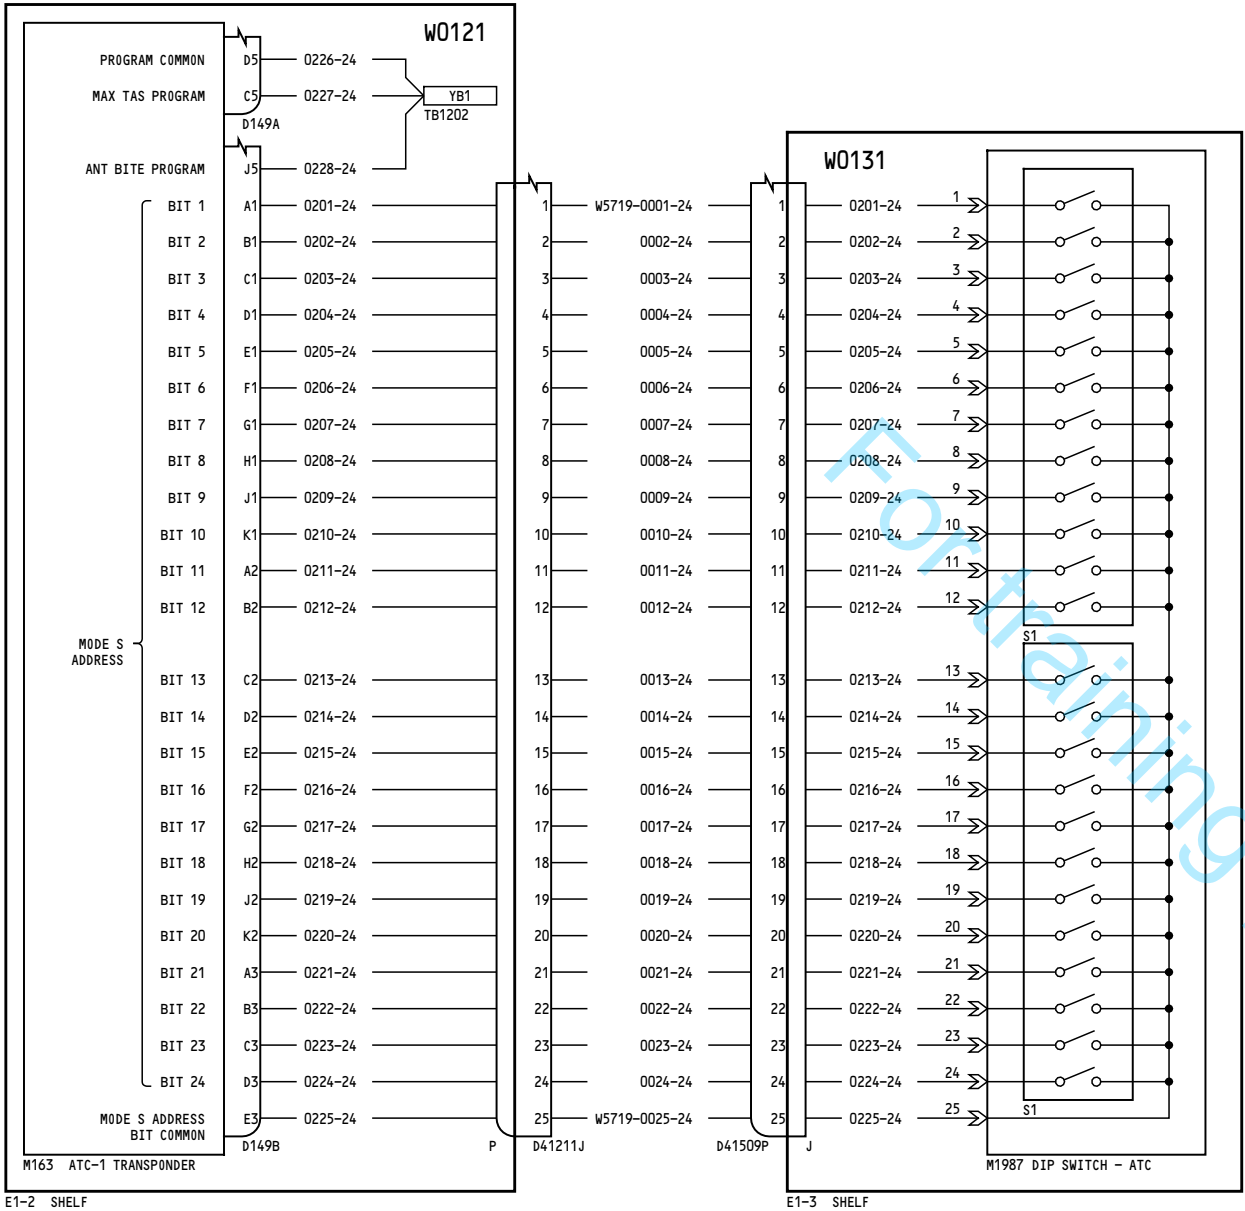 W0121
PROGRAM COMMON D5 0226-24
MAX TAS PROGRAM C5 0227-24 YB1
D149A TB1202
W0131
ANT BITE PROGRAM J5 0228-24
BIT 1 A1 0201-24 1 W5719-0001-24 1 0201-24 1
BIT 2 B1 0202-24 2 0002-24 2 0202-24 2
BIT 3 C1 0203-24 3 0003-24 3 0203-24 3
BIT 4 D1 0204-24 4 0004-24 4 0204-24 4
BIT 5 E1 0205-24 5 0005-24 5 0205-24 5
BIT 6 F1 0206-24 6 0006-24 6 0206-24 6
BIT 7 G1 0207-24 7 0007-24 7 0207-24 7
BIT 8 H1 0208-24 8 0008-24 8 0208-24 8
BIT 9 J1 0209-24 9 0009-24 9 0209-24 9
BIT 10 K1 0210-24 10 0010-24 10 0210-24 10
BIT 11 A2 0211-24 11 0011-24 11 0211-24 11
BIT 12 B2 0212-24 12 0012-24 12 0212-24 12
S1
MODE S
ADDRESS
BIT 13 C2 0213-24 13 0013-24 13 0213-24 13
BIT 14 D2 0214-24 14 0014-24 14 0214-24 14
BIT 15 E2 0215-24 15 0015-24 15 0215-24 15
BIT 16 F2 0216-24 16 0016-24 16 0216-24 16
BIT 17 G2 0217-24 17 0017-24 17 0217-24 17
BIT 18 H2 0218-24 18 0018-24 18 0218-24 18
BIT 19 J2 0219-24 19 0019-24 19 0219-24 19
BIT 20 K2 0220-24 20 0020-24 20 0220-24 20
BIT 21 A3 0221-24 21 0021-24 21 0221-24 21
BIT 22 B3 0222-24 22 0022-24 22 0222-24 22
BIT 23 C3 0223-24 23 0023-24 23 0223-24 23
BIT 24 D3 0224-24 24 0024-24 24 0224-24 24
S1
MODE S ADDRESS E3 0225-24 25 W5719-0025-24 25 0225-24 25
BIT COMMON
D149B P D41211J D41509P J
M163 ATC-1 TRANSPONDER M1987 DIP SWITCH - ATC
E1-2 SHELF E1-3 SHELF
For training